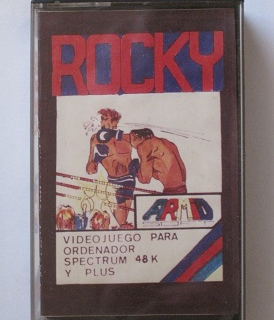 ROCKY
VIDEOJUEGO PARA
ORDENADOR
SPECTRUM 48 K
Y PLUS